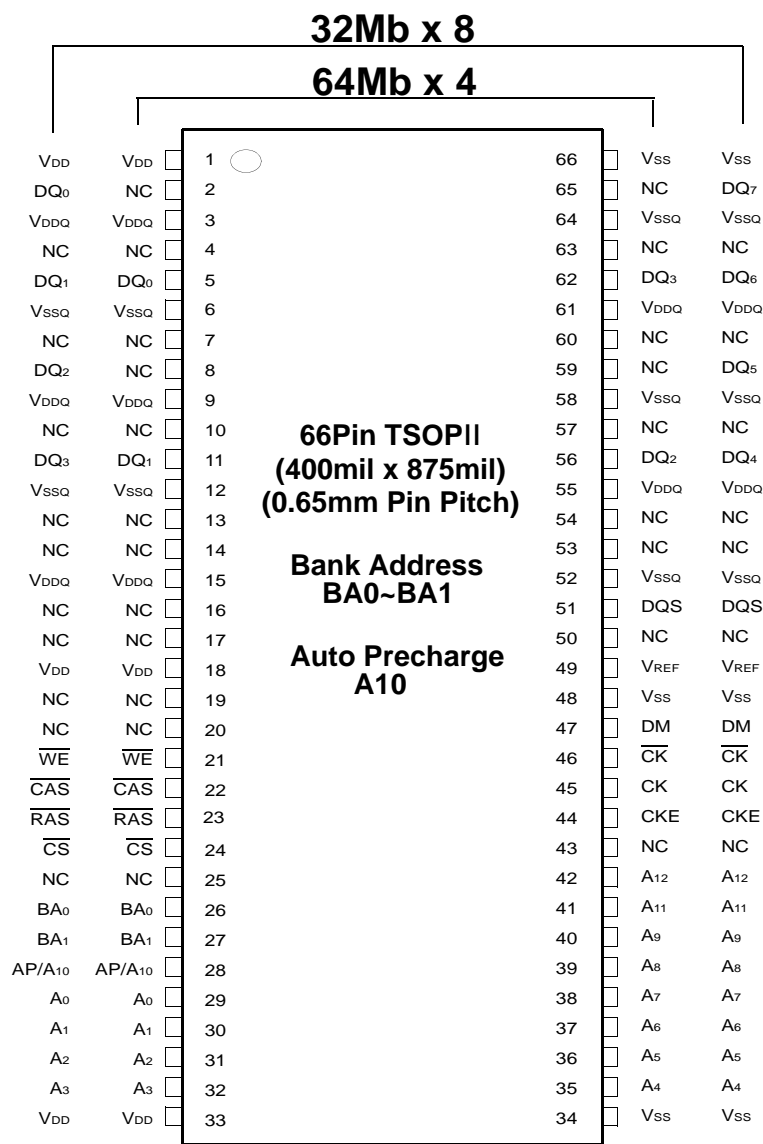 32Mb x 8
64Mb x 4
VDD VDD 1 66 VSS VSS
DQ0 NC 2 65 NC DQ7
VDDQ VDDQ 3 64 VSSQ VSSQ
NC NC 4 63 NC NC
DQ1 DQ0 5 62 DQ3 DQ6
VSSQ VSSQ 6 61 VDDQ VDDQ
NC NC 7 60 NC NC
DQ2 NC 8 59 NC DQ5
VDDQ VDDQ 9 58 VSSQ VSSQ
NC NC 10 57 NC NC
DQ3 DQ1 11 56 DQ2 DQ4
VSSQ VSSQ 12 55 VDDQ VDDQ
NC NC 13 54 NC NC
NC NC 14 53 NC NC
VDDQ VDDQ 15 52 VSSQ VSSQ
NC NC 16 51 DQS DQS
NC NC 17 50 NC NC
VDD VDD 18 49 VREF VREF
NC NC 19 48 VSS VSS
NC NC 20 47 DM DM
W̅E̅ W̅E̅ 21 46 C̅K̅ C̅K̅
C̅A̅S̅ C̅A̅S̅ 22 45 CK CK
R̅A̅S̅ R̅A̅S̅ 23 44 CKE CKE
C̅S̅ C̅S̅ 24 43 NC NC
NC NC 25 42 A12 A12
BA0 BA0 26 41 A11 A11
BA1 BA1 27 40 A9 A9
AP/A10 AP/A10 28 39 A8 A8
A0 A0 29 38 A7 A7
A1 A1 30 37 A6 A6
A2 A2 31 36 A5 A5
A3 A3 32 35 A4 A4
VDD VDD 33 34 VSS VSS
66Pin TSOPII
(400mil x 875mil)
(0.65mm Pin Pitch)
Bank Address
BA0~BA1
Auto Precharge
A10